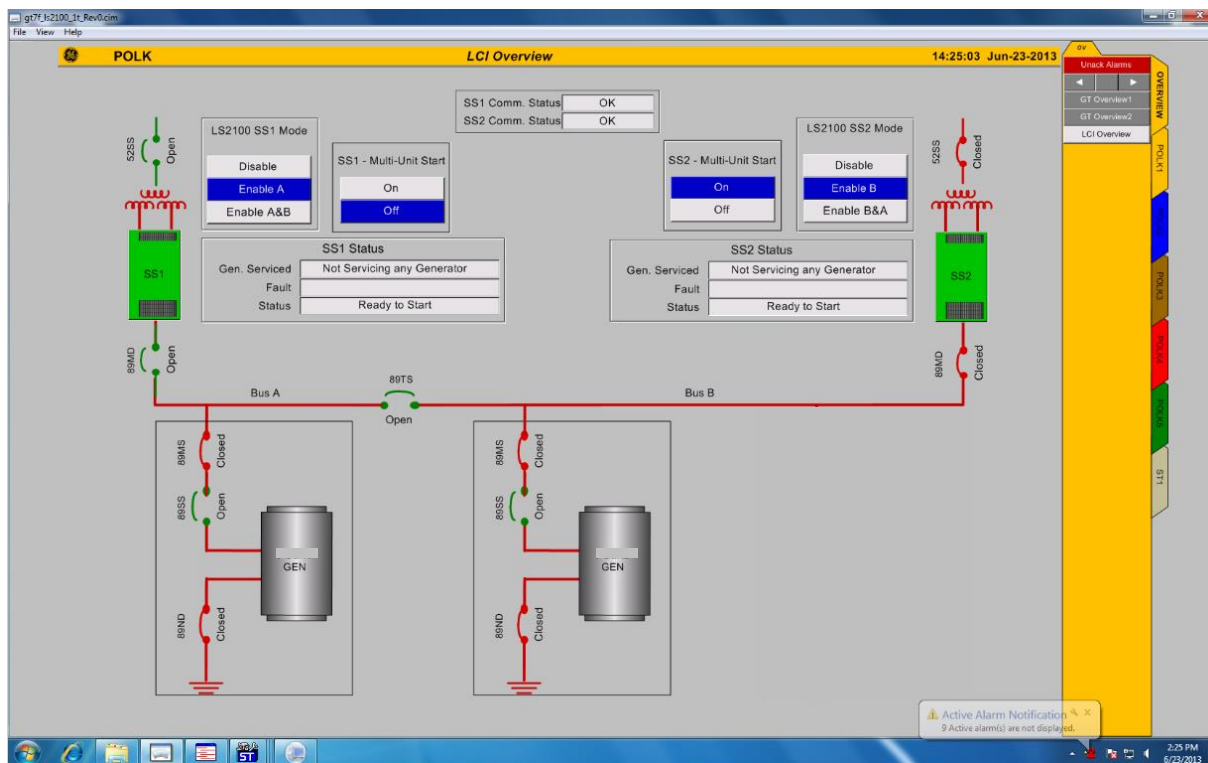 gt7f_ls2100_1t_Rev0.cim
File View Help
POLK
LCI Overview
14:25:03 Jun-23-2013
OV
Unack Alarms
GT Overview1
GT Overview2
LCI Overview
OVERVIEW
POLK1
POLK3
POLK4
POLK5
ST1
SS1 Comm. Status OK
SS2 Comm. Status OK
52SS
Open
LS2100 SS1 Mode
Disable
Enable A
Enable A&B
SS1 - Multi-Unit Start
On
Off
SS2 - Multi-Unit Start
On
Off
LS2100 SS2 Mode
Disable
Enable B
Enable B&A
52SS
Closed
SS1
SS1 Status
Gen. Serviced Not Servicing any Generator
Fault
Status Ready to Start
SS2 Status
Gen. Serviced Not Servicing any Generator
Fault
Status Ready to Start
SS2
89MD
Open
89MD
Closed
Bus A
89TS
Open
Bus B
89MS
Closed
89SS
Open
GEN
89ND
Closed
89MS
Closed
89SS
Open
GEN
89ND
Closed
Active Alarm Notification
9 Active alarm(s) are not displayed.
ST
2:25 PM
6/23/2013